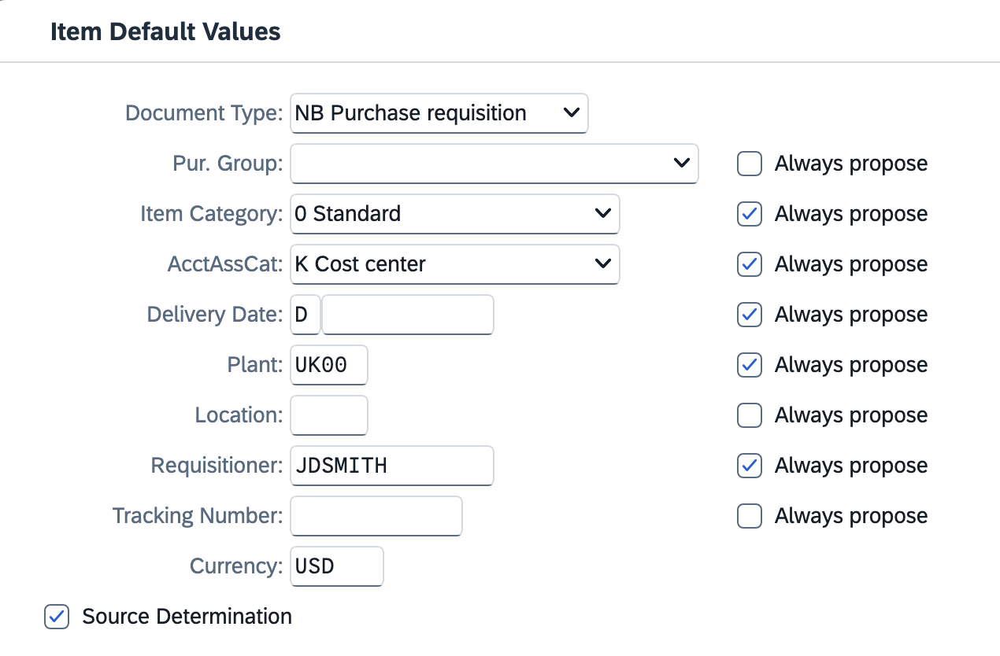 Item Default Values
Document Type: NB Purchase requisition
Pur. Group: Always propose
Item Category: 0 Standard Always propose
AcctAssCat: K Cost center Always propose
Delivery Date: D Always propose
Plant: UK00 Always propose
Location: Always propose
Requisitioner: JDSMITH Always propose
Tracking Number: Always propose
Currency: USD
Source Determination